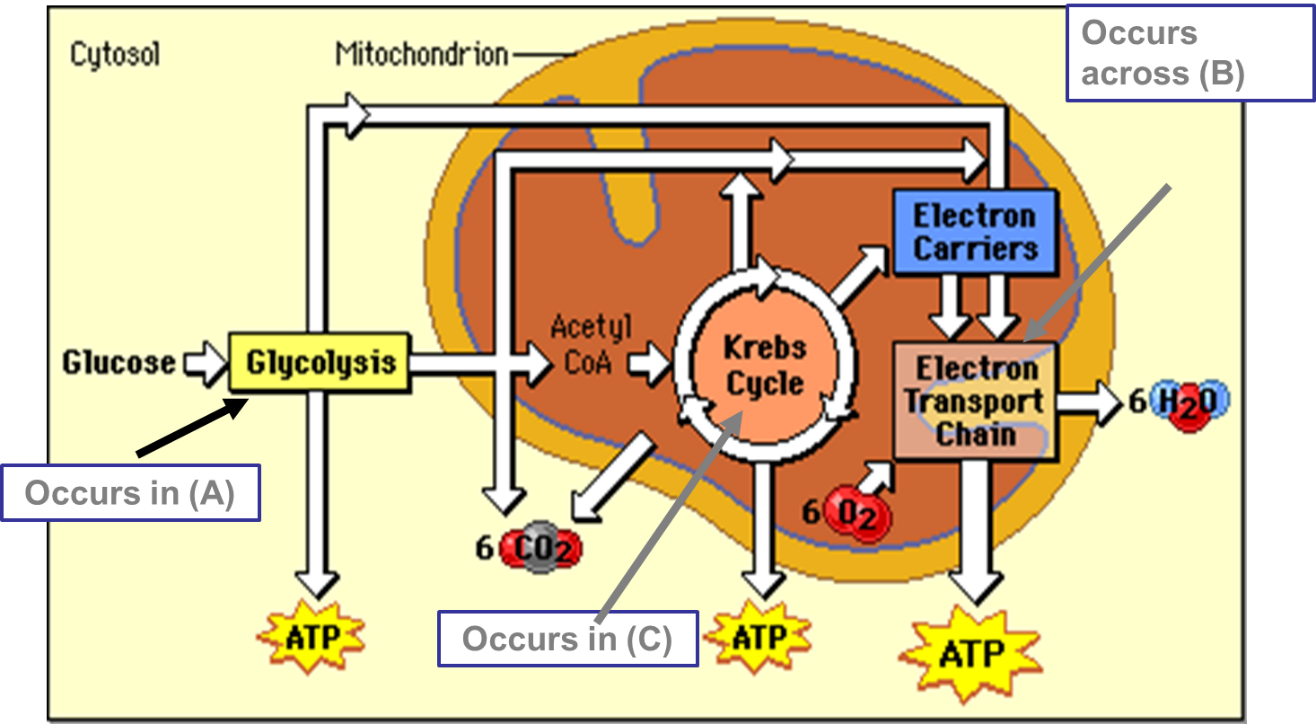 Cytosol
Mitochondrion
Occurs
across (B)
Electron
Carriers
Glucose
Glycolysis
Acetyl
CoA
Krebs
Cycle
Electron
Transport
Chain
6 H2O
Occurs in (A)
6 O2
6 CO2
Occurs in (C)
ATP
ATP
ATP